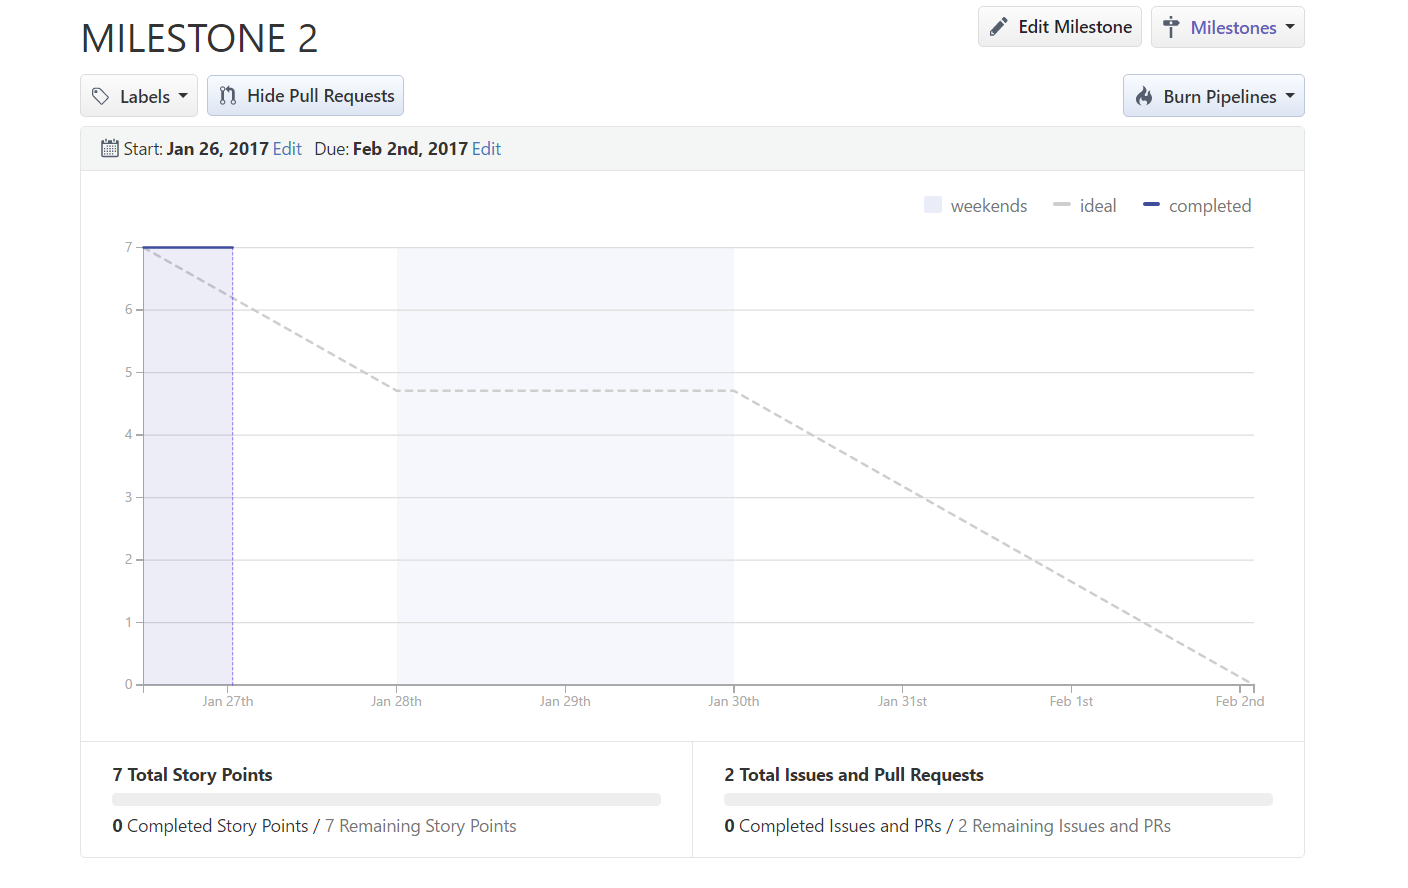 MILESTONE 2
Edit Milestone
Milestones
Labels
Hide Pull Requests
Burn Pipelines
Start: Jan 26, 2017 Edit Due: Feb 2nd, 2017 Edit
weekends ideal completed
7
6
5
4
3
2
1
0
Jan 27th Jan 28th Jan 29th Jan 30th Jan 31st Feb 1st Feb 2nd
7 Total Story Points
0 Completed Story Points / 7 Remaining Story Points
2 Total Issues and Pull Requests
0 Completed Issues and PRs / 2 Remaining Issues and PRs